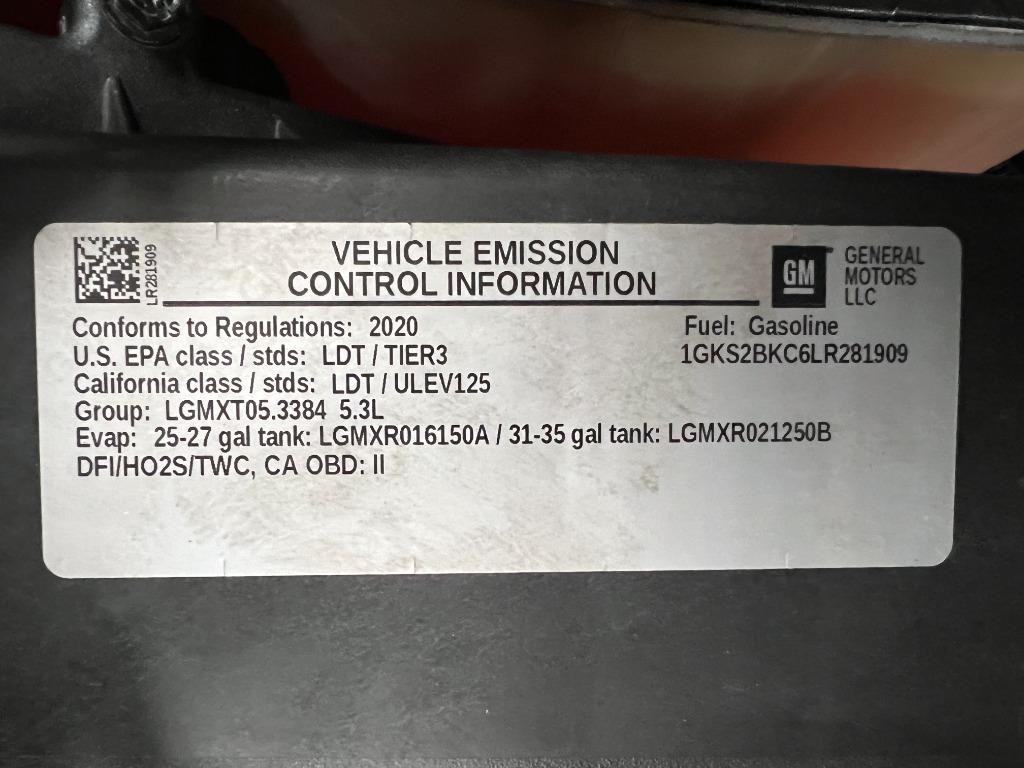 LR281909
VEHICLE EMISSION
CONTROL INFORMATION
GM
GENERAL
MOTORS
LLC
Conforms to Regulations: 2020
Fuel: Gasoline
U.S. EPA class / stds: LDT / TIER3
1GKS2BKC6LR281909
California class / stds: LDT / ULEV125
Group: LGMXT05.3384 5.3L
Evap: 25-27 gal tank: LGMXR016150A / 31-35 gal tank: LGMXR021250B
DFI/HO2S/TWC, CA OBD: II